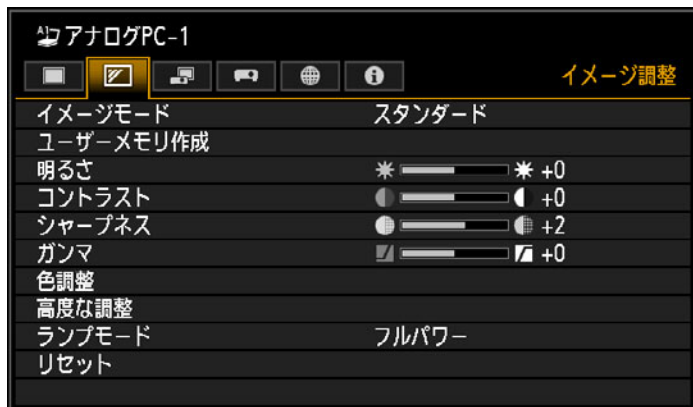 アナログPC-1
イメージ調整
イメージモード スタンダード
ユーザーメモリ作成
明るさ +0
コントラスト +0
シャープネス +2
ガンマ +0
色調整
高度な調整
ランプモード フルパワー
リセット